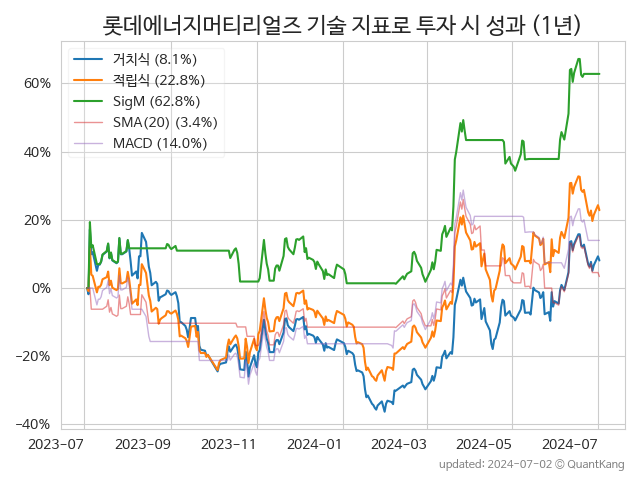 롯데에너지머티리얼즈 기술 지표로 투자 시 성과 (1년)
거치식 (8.1%)
적립식 (22.8%)
SigM (62.8%)
SMA(20) (3.4%)
MACD (14.0%)
60%
40%
20%
0%
−20%
−40%
2023-07
2023-09
2023-11
2024-01
2024-03
2024-05
2024-07
updated: 2024-07-02 © QuantKang